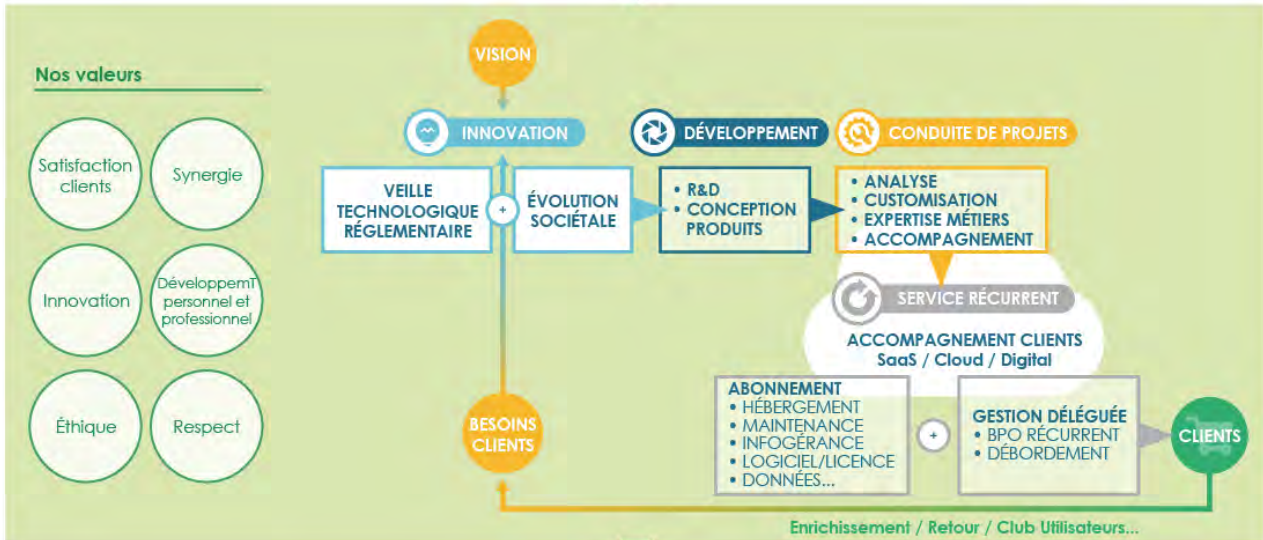 Nos valeurs
Satisfaction
clients
Synergie
Innovation
DéveloppemT
personnel et
professionnel
Éthique
Respect
VISION
INNOVATION
VEILLE
TECHNOLOGIQUE
RÉGLEMENTAIRE
+
ÉVOLUTION
SOCIÉTALE
DÉVELOPPEMENT
• R&D
• CONCEPTION
PRODUITS
CONDUITE DE PROJETS
• ANALYSE
• CUSTOMISATION
• EXPERTISE MÉTIERS
• ACCOMPAGNEMENT
SERVICE RÉCURRENT
ACCOMPAGNEMENT CLIENTS
SaaS / Cloud / Digital
ABONNEMENT
• HÉBERGEMENT
• MAINTENANCE
• INFOGÉRANCE
• LOGICIEL/LICENCE
• DONNÉES...
+
GESTION DÉLÉGUÉE
• BPO RÉCURRENT
• DÉBORDEMENT
CLIENTS
BESOINS
CLIENTS
Enrichissement / Retour / Club Utilisateurs...